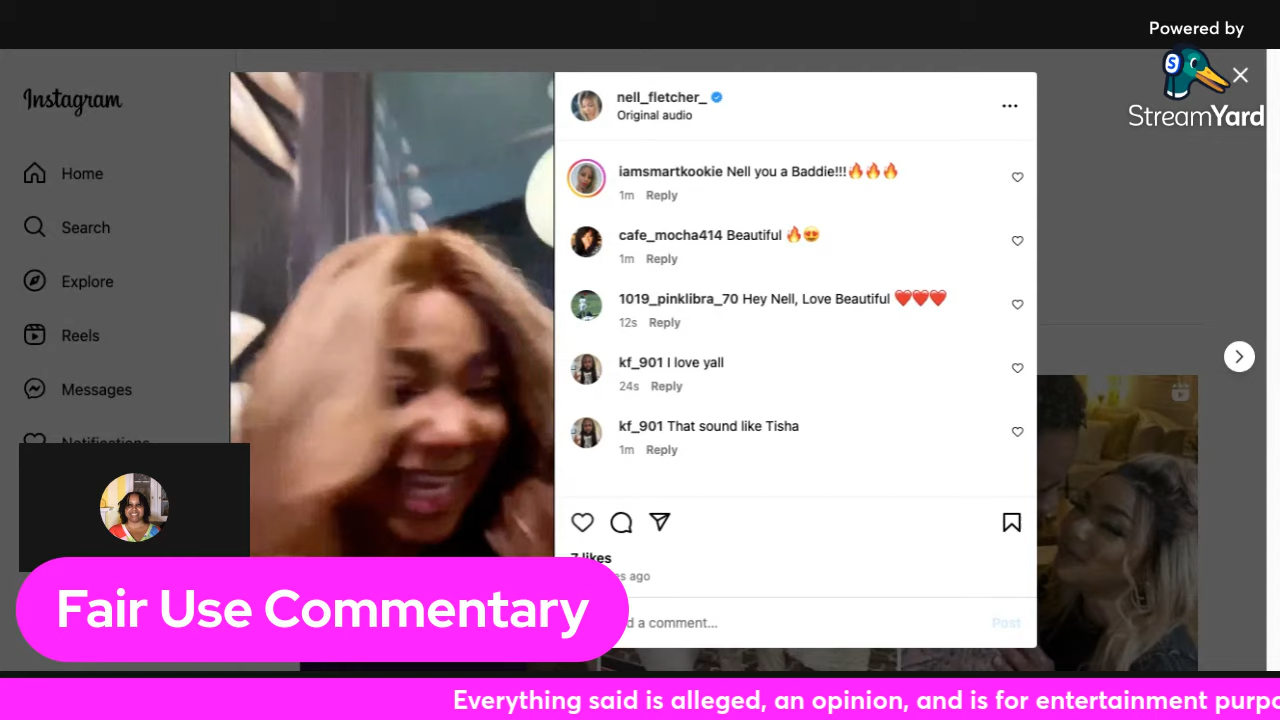 Powered by
StreamYard
Instagram
Home
Search
Explore
Reels
Messages
Notifications
nell_fletcher_
Original audio
iamsmartkookie Nell you a Baddie!!!🔥🔥🔥
1m Reply
cafe_mocha414 Beautiful 🔥😍
1m Reply
1019_pinklibra_70 Hey Nell, Love Beautiful ❤️❤️❤️
12s Reply
kf_901 I love yall
24s Reply
kf_901 That sound like Tisha
1m Reply
7 likes
ago
a comment...
Post
Fair Use Commentary
Everything said is alleged, an opinion, and is for entertainment